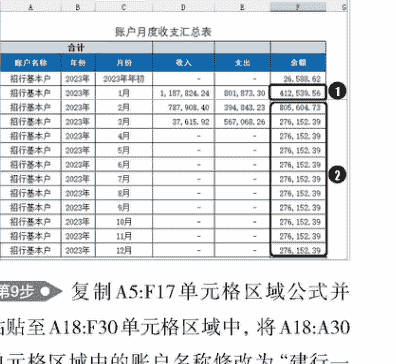 A B C D E F G
账户月度收支汇总表
合计
账户名称 年份 月份 收入 支出 余额
招行基本户 2023年 2023年年初 - - 26,588.62
招行基本户 2023年 1月 1,187,824.24 801,873.30 412,539.56 1
招行基本户 2023年 2月 787,908.40 394,843.23 805,604.73
招行基本户 2023年 3月 37,615.92 567,068.26 276,152.39
招行基本户 2023年 4月 - - 276,152.39
招行基本户 2023年 5月 - - 276,152.39
招行基本户 2023年 6月 - - 276,152.39
招行基本户 2023年 7月 - - 276,152.39 2
招行基本户 2023年 8月 - - 276,152.39
招行基本户 2023年 9月 - - 276,152.39
招行基本户 2023年 10月 - - 276,152.39
招行基本户 2023年 11月 - - 276,152.39
招行基本户 2023年 12月 - - 276,152.39
第9步 复制A5:F17单元格区域公式并
粘贴至A18:F30单元格区域中，将A18:A30
单元格区域中的账户名称修改为“建行一